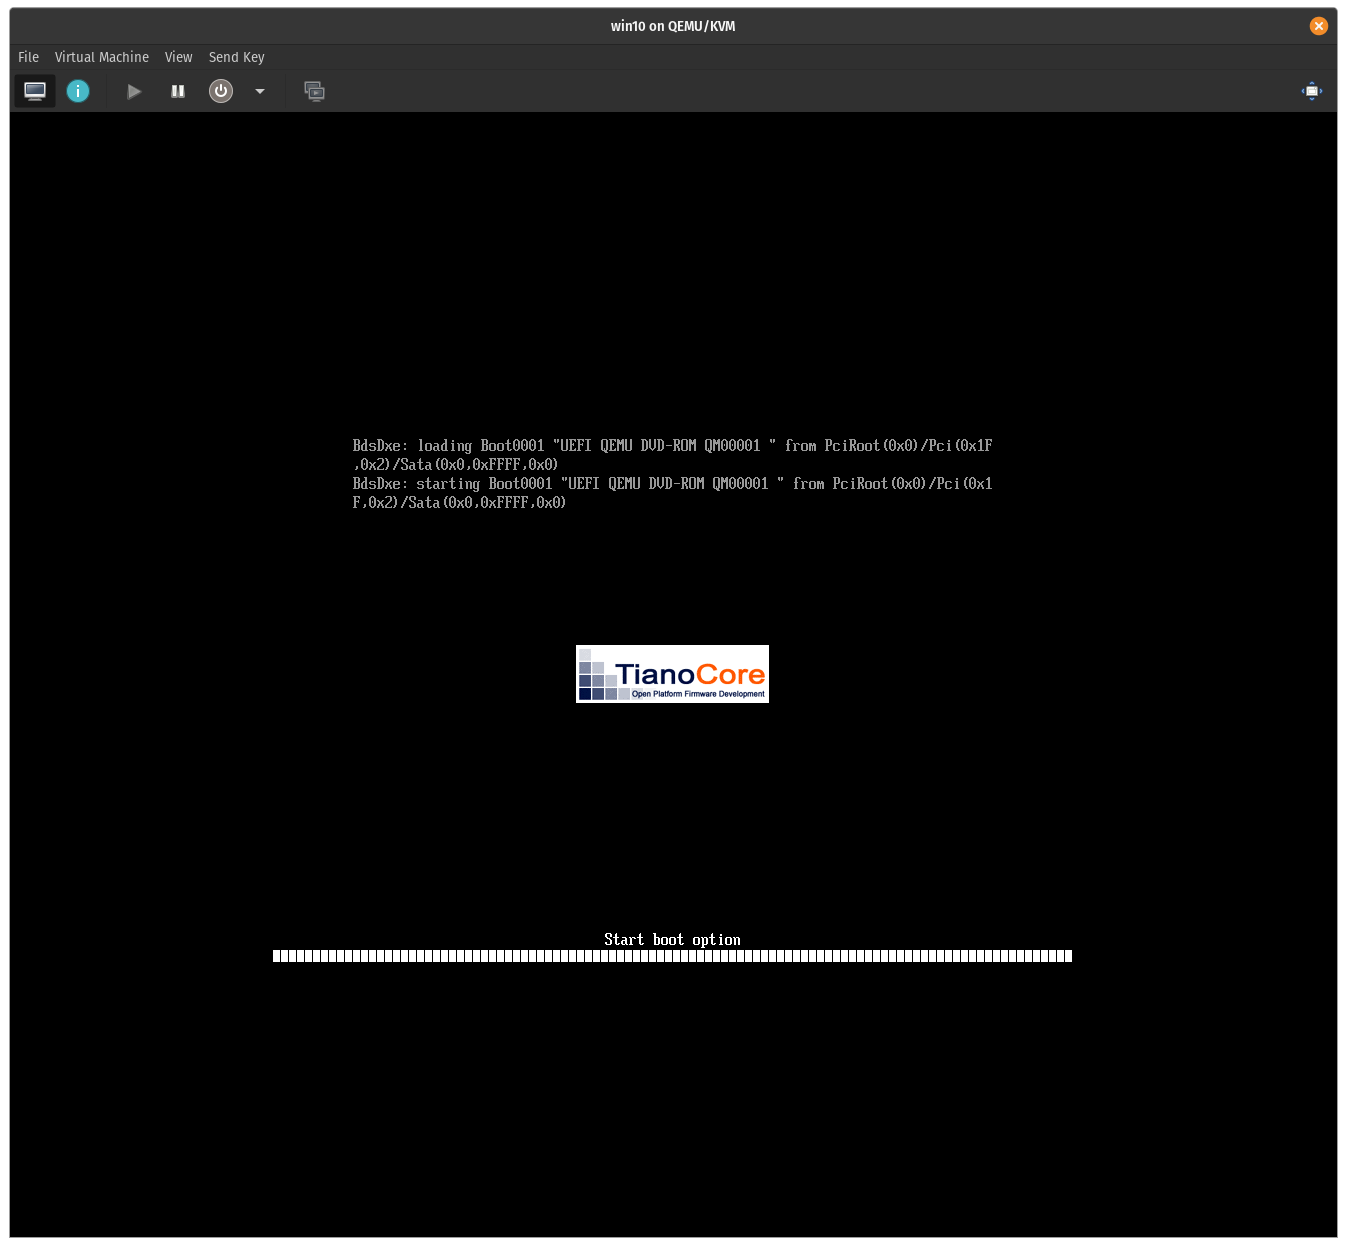 win10 on QEMU/KVM
File Virtual Machine View Send Key
BdsDxe: loading Boot0001 "UEFI QEMU DVD-ROM QM00001 " from PciRoot(0x0)/Pci(0x1F
,0x2)/Sata(0x0,0xFFFF,0x0)
BdsDxe: starting Boot0001 "UEFI QEMU DVD-ROM QM00001 " from PciRoot(0x0)/Pci(0x1
F,0x2)/Sata(0x0,0xFFFF,0x0)
TianoCore
Open Platform Firmware Development
Start boot option